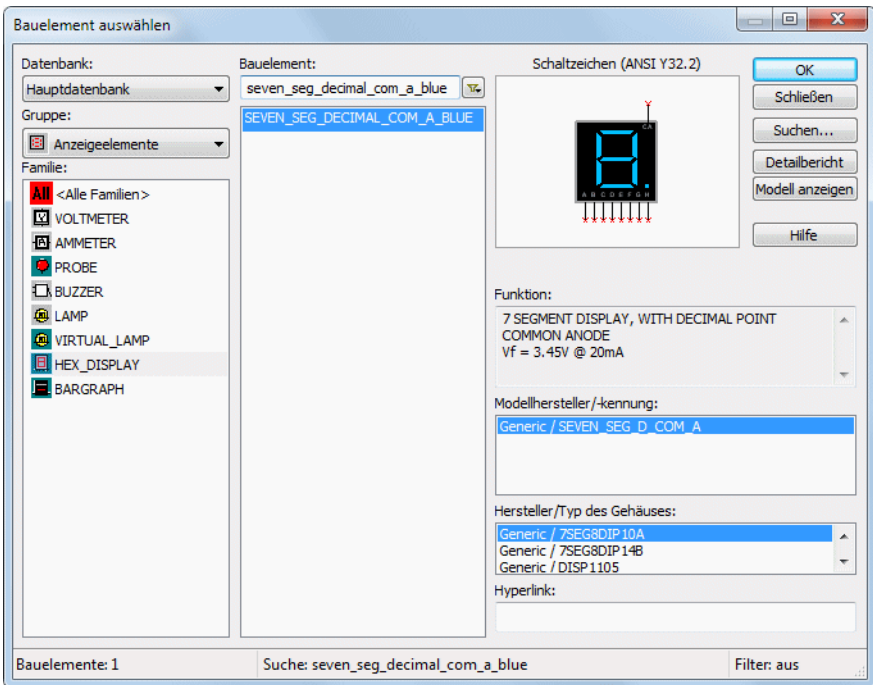 Bauelement auswählen
Datenbank:
Hauptdatenbank
Gruppe:
Anzeigeelemente
Familie:
All <Alle Familien>
VOLTMETER
AMMETER
PROBE
BUZZER
LAMP
VIRTUAL_LAMP
HEX_DISPLAY
BARGRAPH
Bauelement:
seven_seg_decimal_com_a_blue
SEVEN_SEG_DECIMAL_COM_A_BLUE
Schaltzeichen (ANSI Y32.2)
CA
A B C D E F G H
OK
Schließen
Suchen...
Detailbericht
Modell anzeigen
Hilfe
Funktion:
7 SEGMENT DISPLAY, WITH DECIMAL POINT
COMMON ANODE
Vf = 3.45V @ 20mA
Modellhersteller/-kennung:
Generic / SEVEN_SEG_D_COM_A
Hersteller/Typ des Gehäuses:
Generic / 7SEG8DIP10A
Generic / 7SEG8DIP14B
Generic / DISP1105
Hyperlink:
Bauelemente: 1
Suche: seven_seg_decimal_com_a_blue
Filter: aus